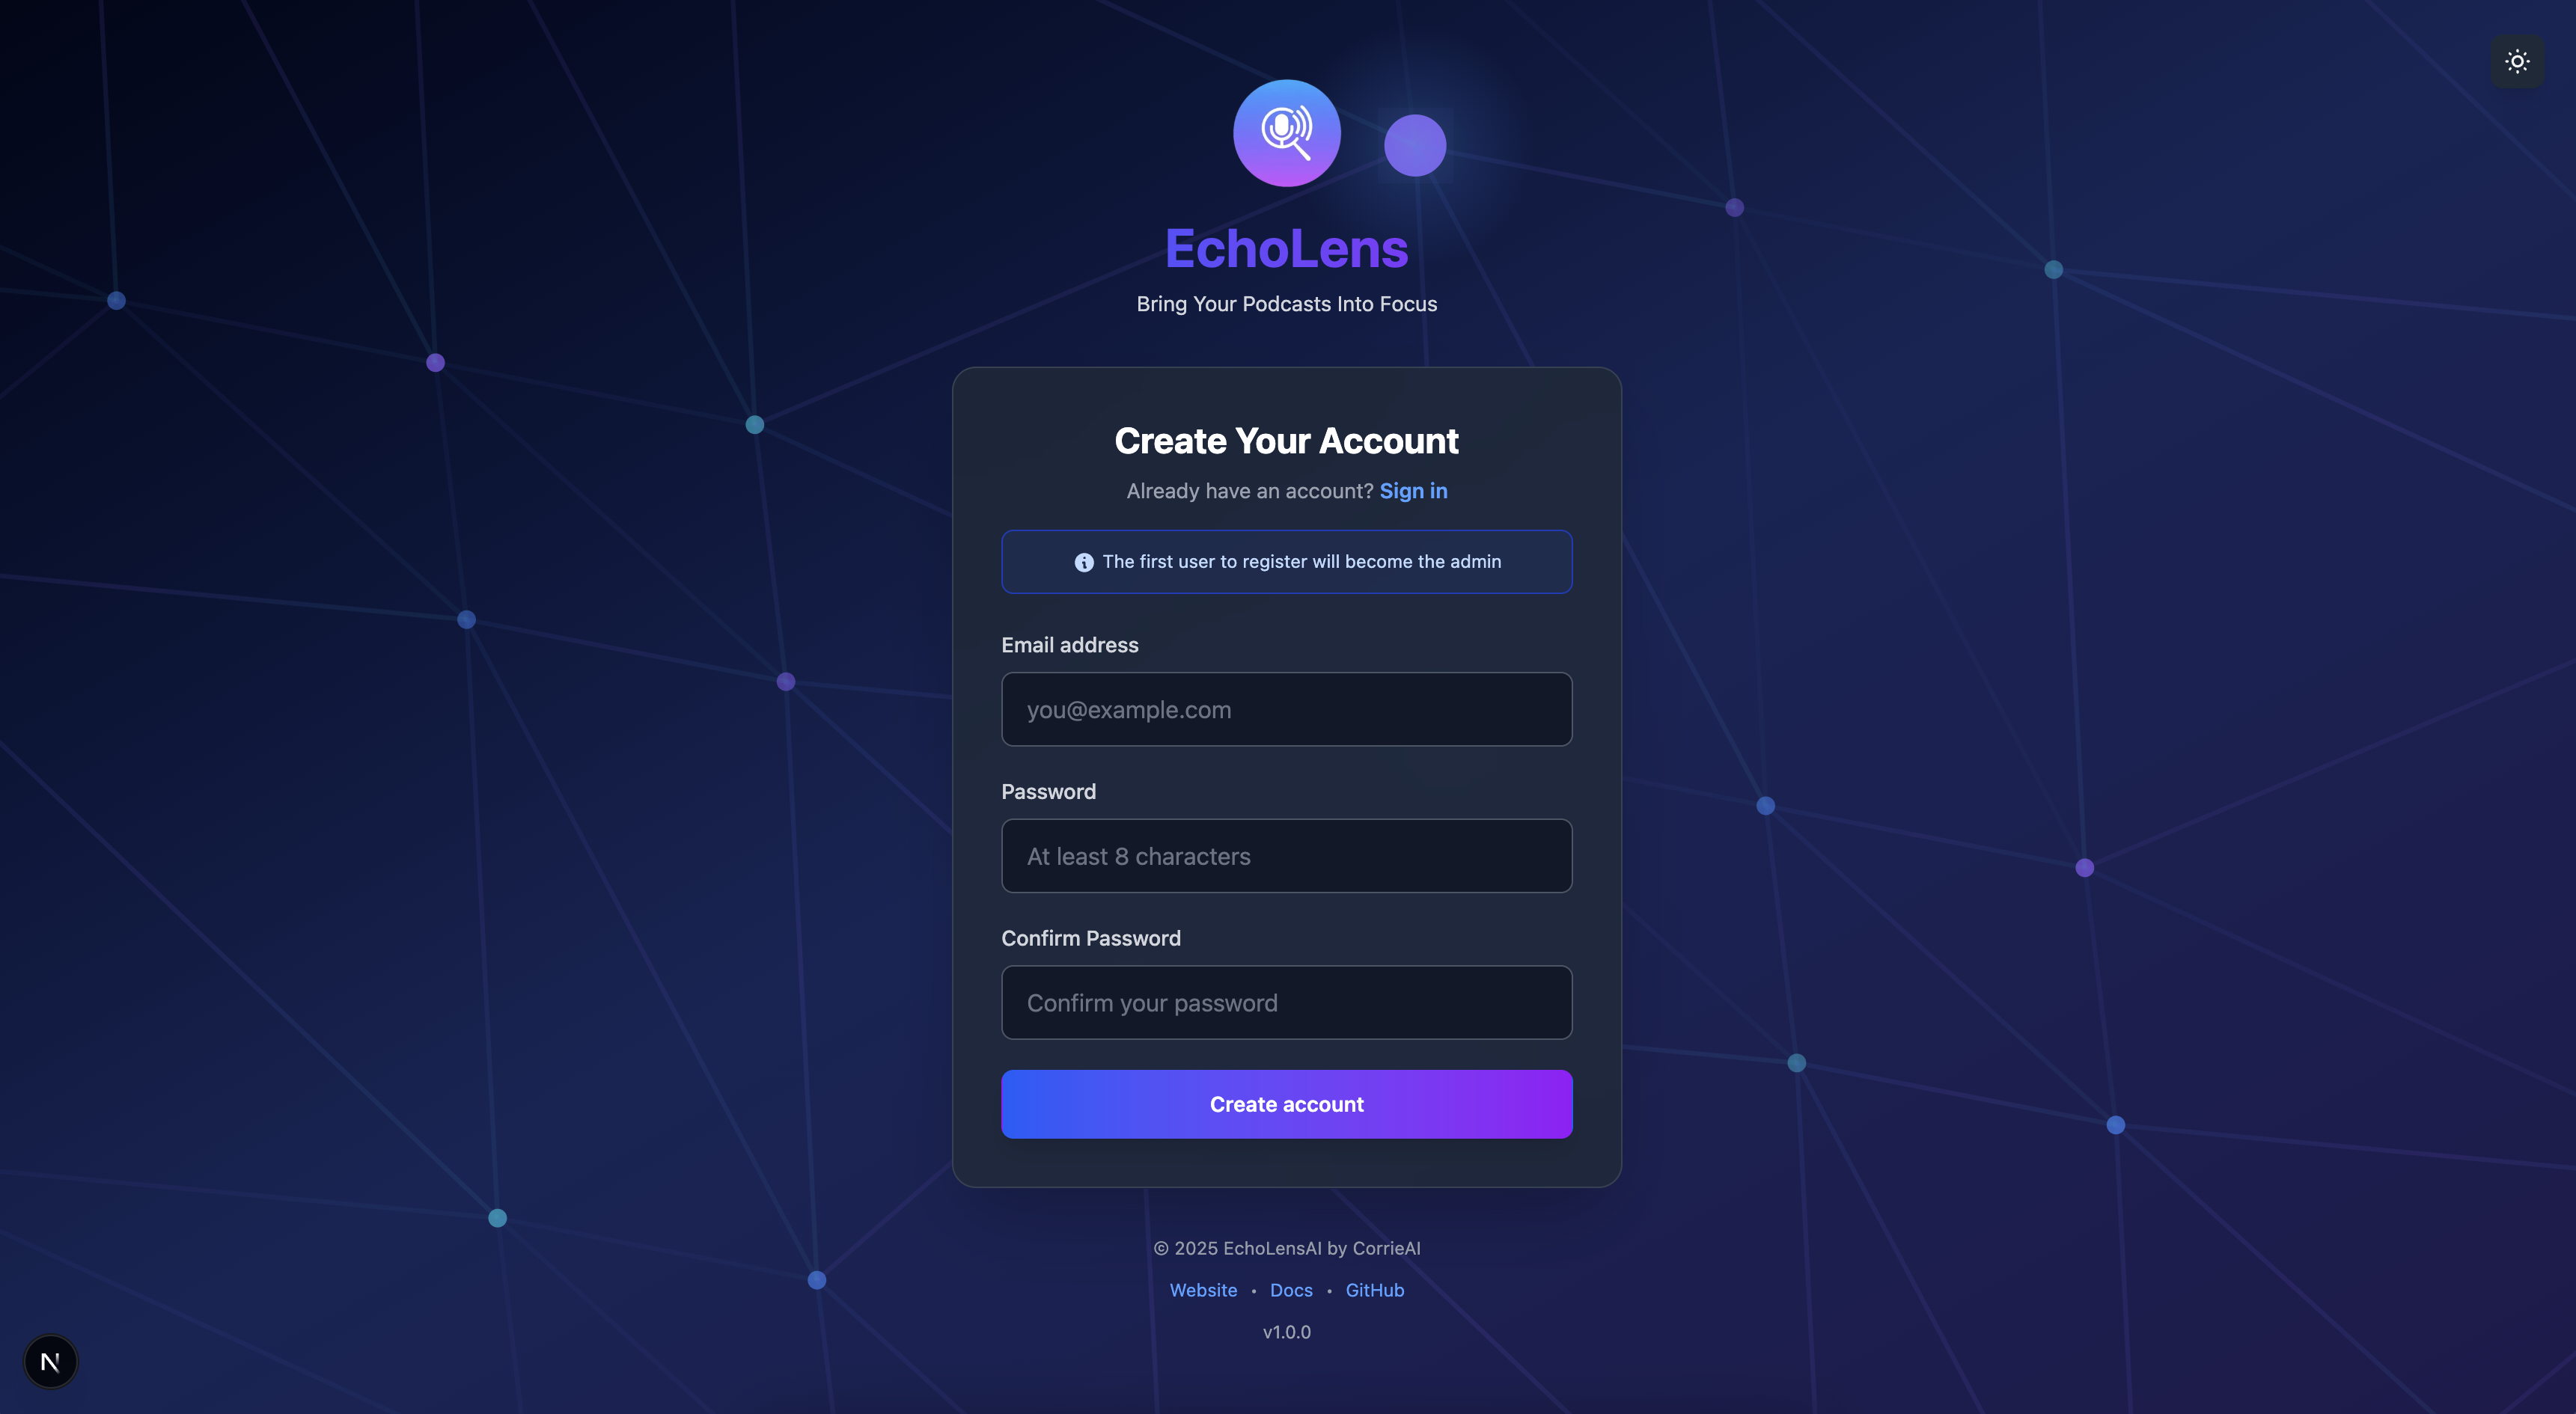 EchoLens
Bring Your Podcasts Into Focus
Create Your Account
Already have an account? Sign in
The first user to register will become the admin
Email address
you@example.com
Password
At least 8 characters
Confirm Password
Confirm your password
Create account
© 2025 EchoLensAI by CorrieAI
Website • Docs • GitHub
v1.0.0
N